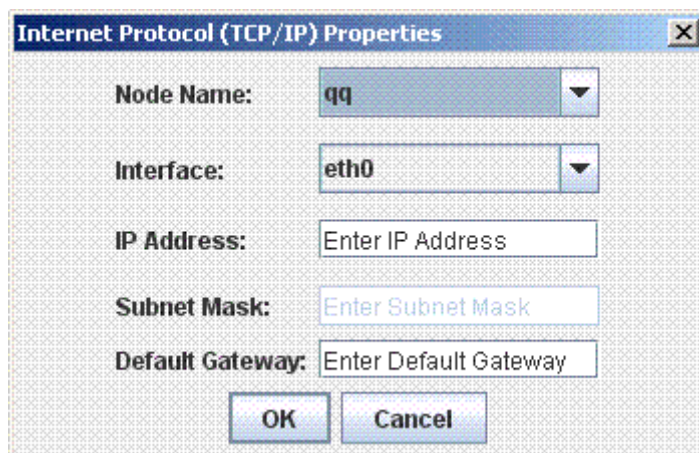 Internet Protocol (TCP/IP) Properties
Node Name: qq
Interface: eth0
IP Address: Enter IP Address
Subnet Mask: Enter Subnet Mask
Default Gateway: Enter Default Gateway
OK Cancel